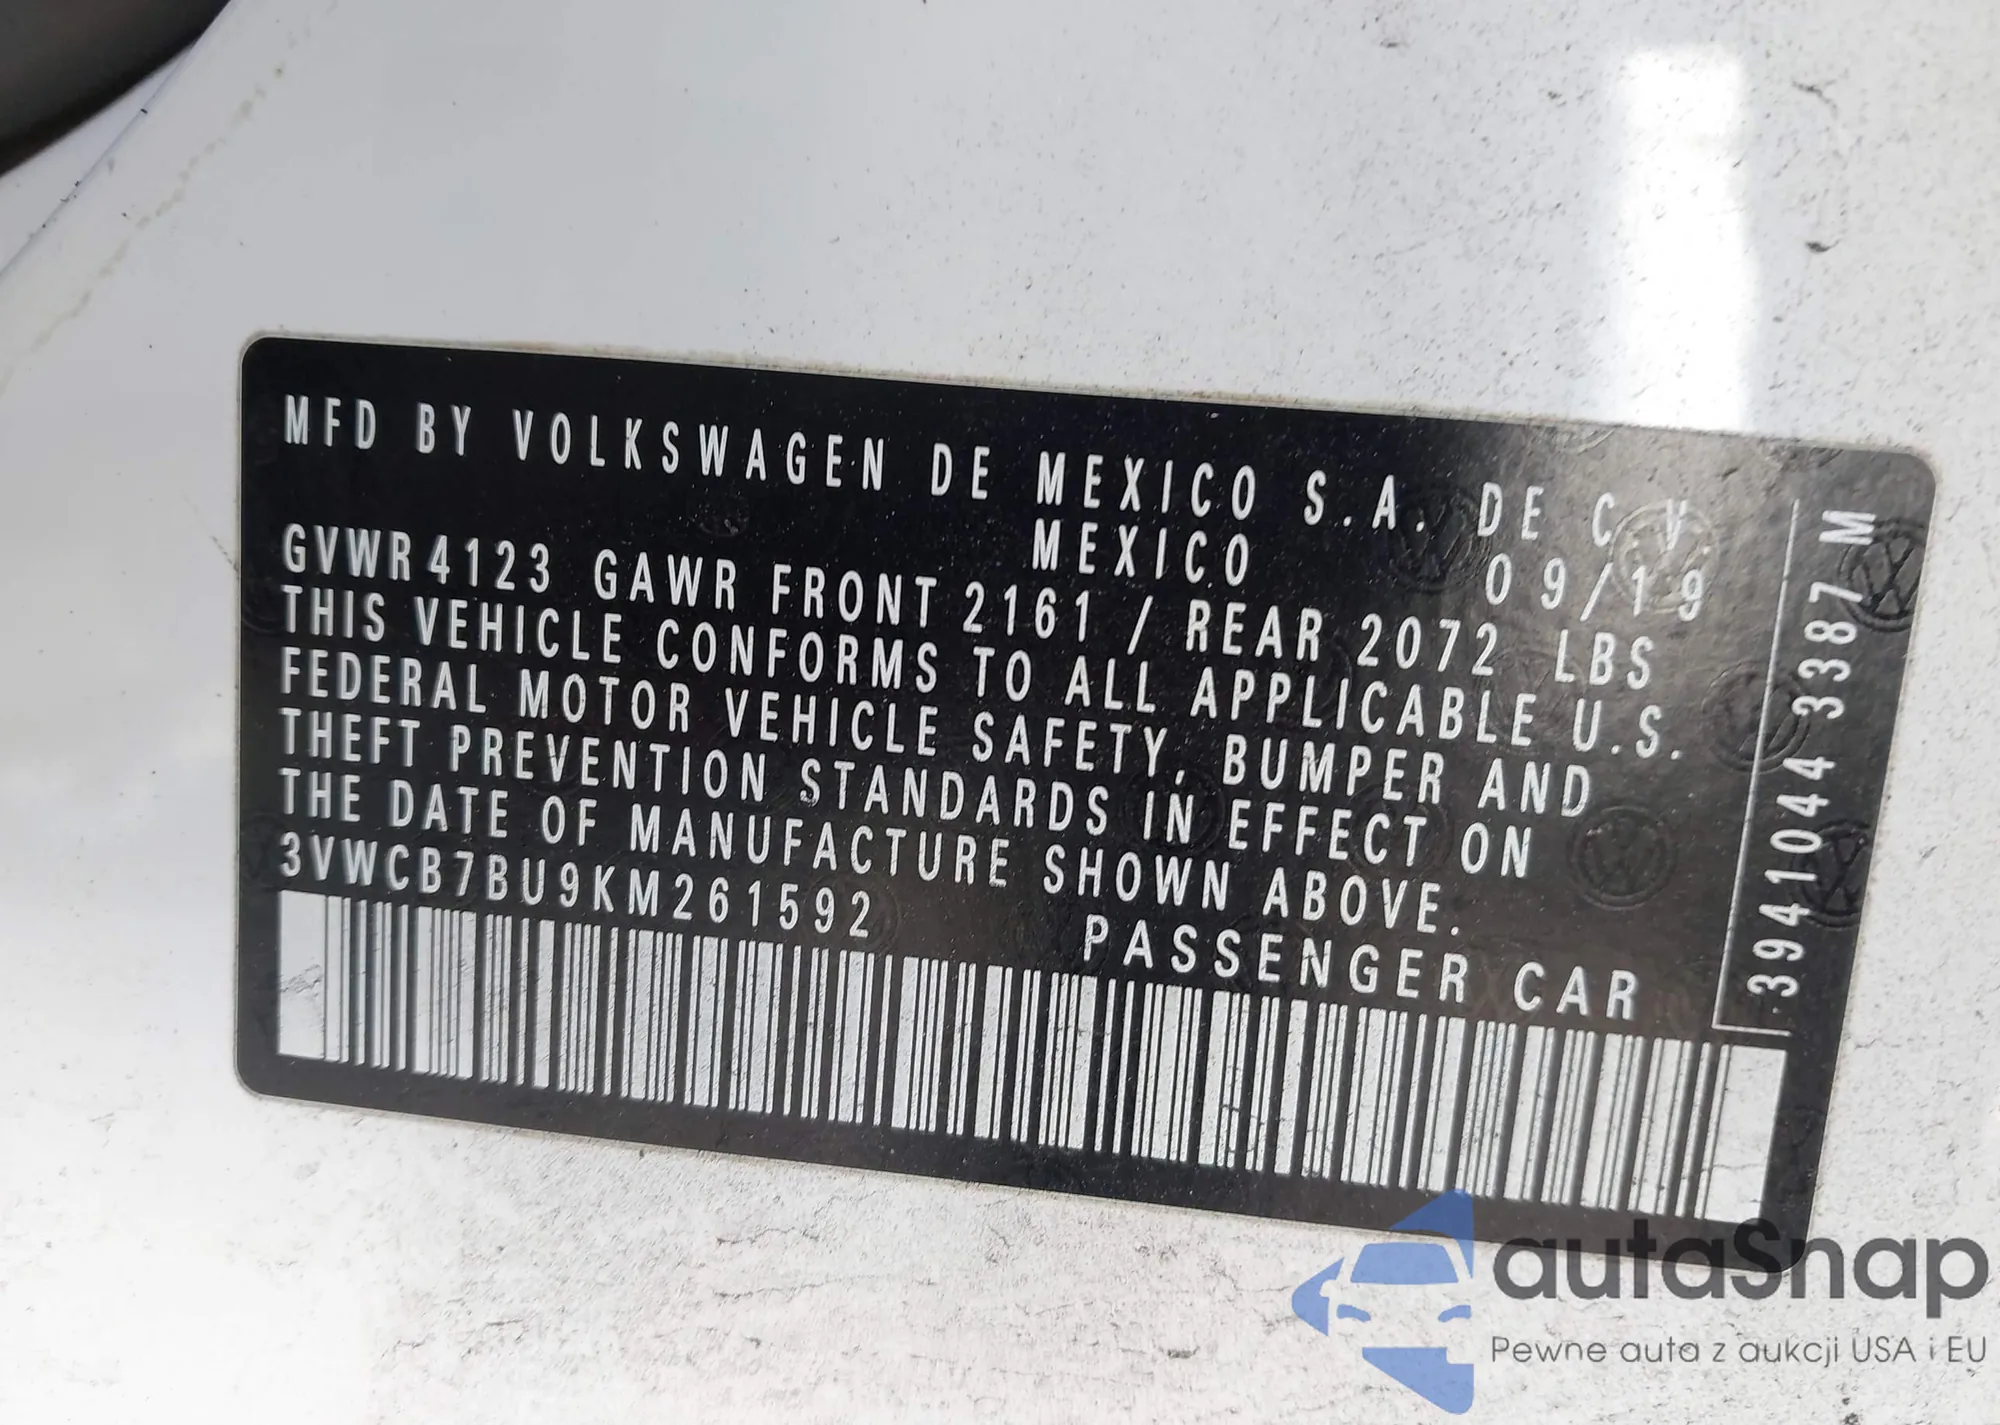 MFD BY VOLKSWAGEN DE MEXICO S.A. DE C.V.
MEXICO 09/19
GVWR 4123 GAWR FRONT 2161 / REAR 2072 LBS
THIS VEHICLE CONFORMS TO ALL APPLICABLE U.S.
FEDERAL MOTOR VEHICLE SAFETY, BUMPER AND
THEFT PREVENTION STANDARDS IN EFFECT ON
THE DATE OF MANUFACTURE SHOWN ABOVE.
3VWCB7BU9KM261592 PASSENGER CAR
3941044 3387 M
autaSnap
Pewne auta z aukcji USA i EU